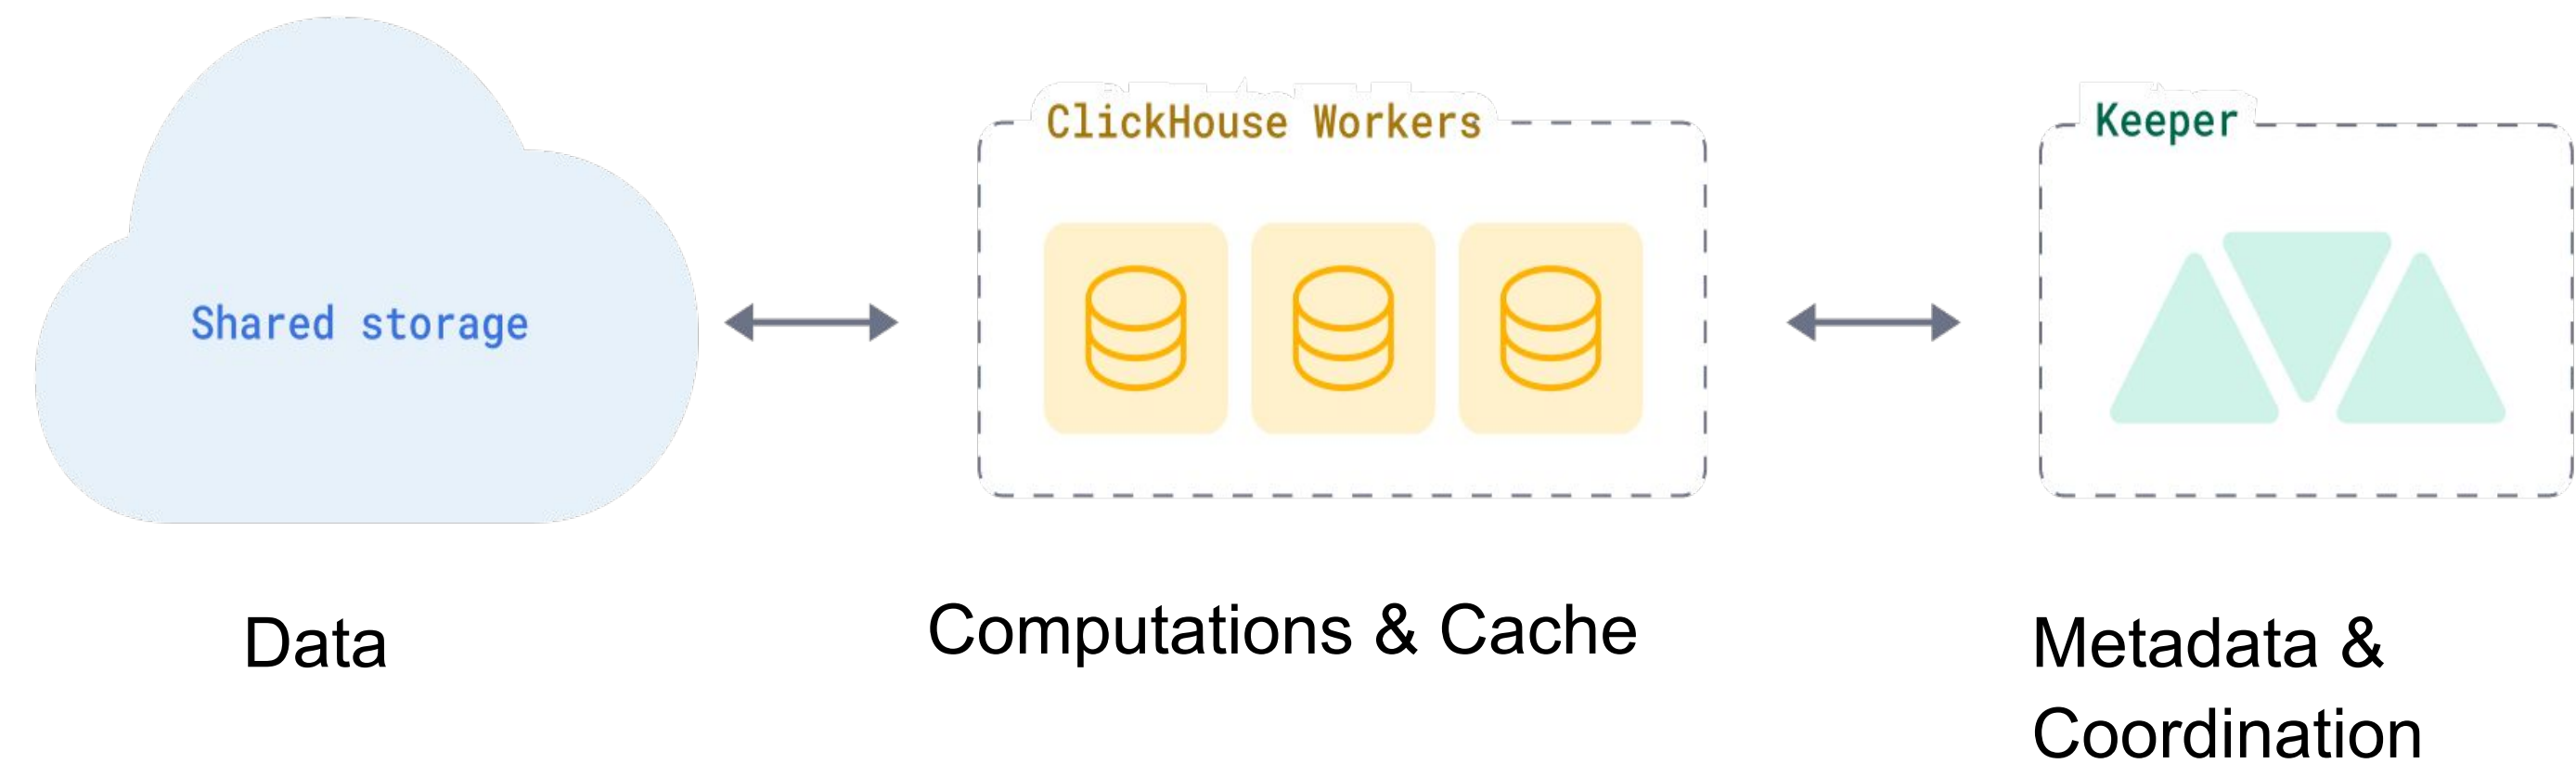 ClickHouse Workers
Keeper
Shared storage
Data
Computations & Cache
Metadata &
Coordination